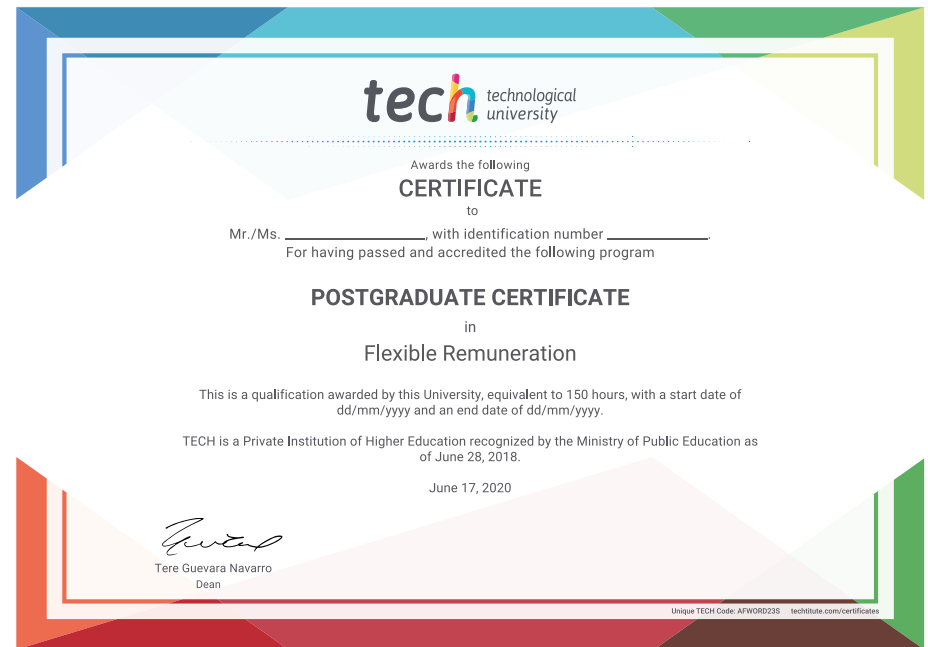 tech technological
university
Awards the following
CERTIFICATE
to
Mr./Ms. ____________________, with identification number ______________.
For having passed and accredited the following program
POSTGRADUATE CERTIFICATE
in
Flexible Remuneration
This is a qualification awarded by this University, equivalent to 150 hours, with a start date of
dd/mm/yyyy and an end date of dd/mm/yyyy.
TECH is a Private Institution of Higher Education recognized by the Ministry of Public Education as
of June 28, 2018.
June 17, 2020
Tere Guevara Navarro
Dean
Unique TECH Code: AFWORD23S techtitute.com/certificates